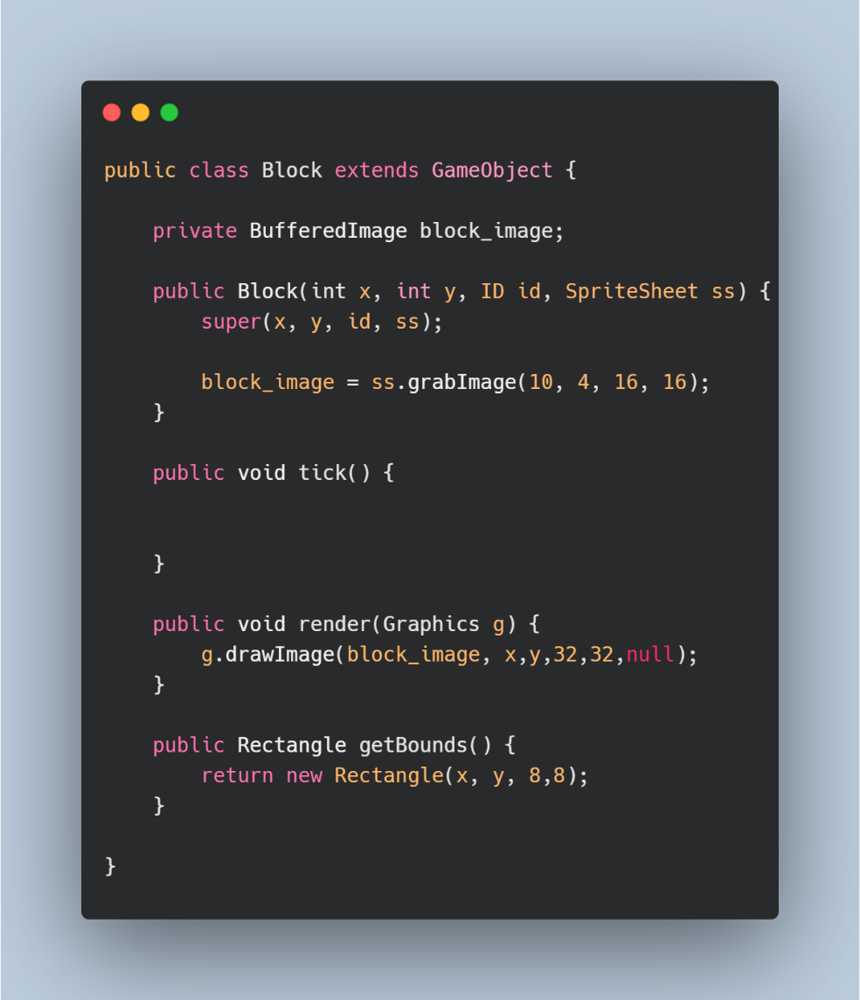 public class Block extends GameObject {
private BufferedImage block_image;
public Block(int x, int y, ID id, SpriteSheet ss) {
super(x, y, id, ss);
block_image = ss.grabImage(10, 4, 16, 16);
}
public void tick() {
}
public void render(Graphics g) {
g.drawImage(block_image, x,y,32,32,null);
}
public Rectangle getBounds() {
return new Rectangle(x, y, 8,8);
}
}